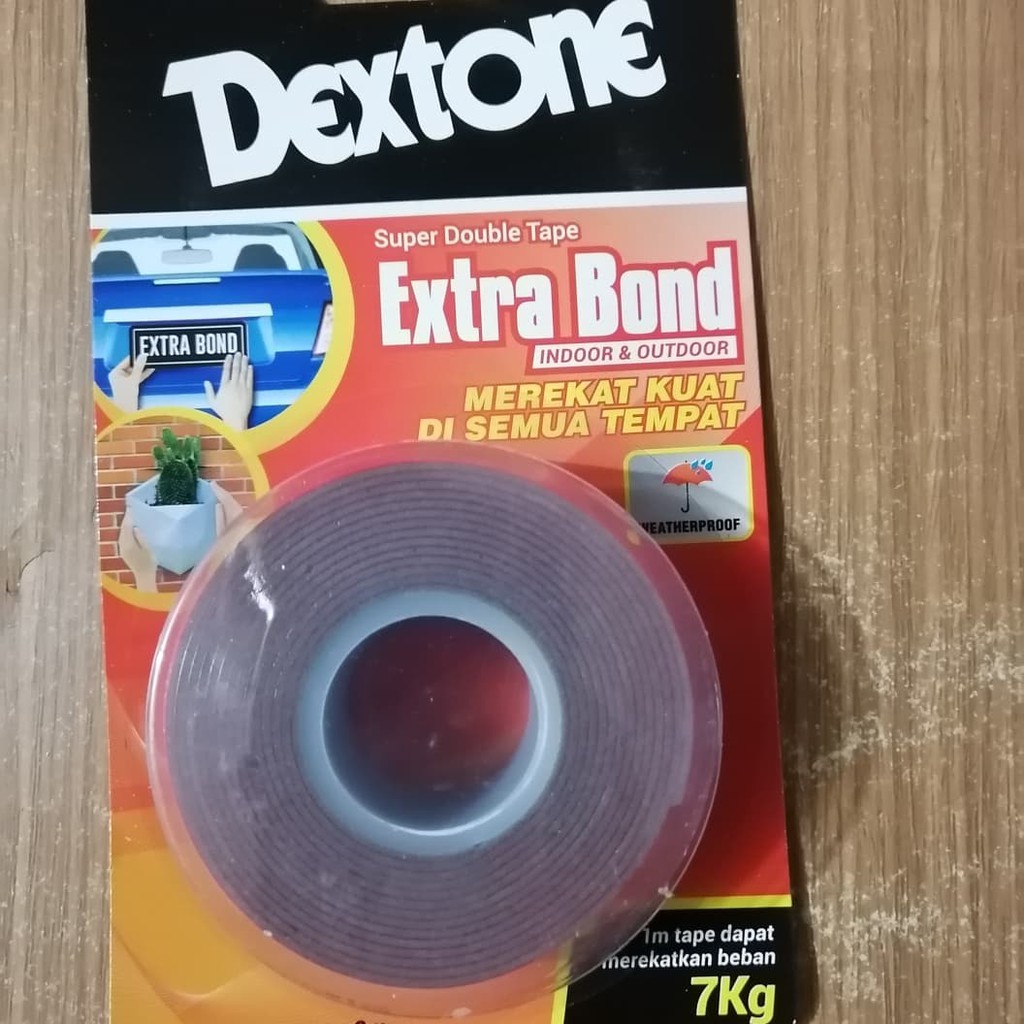 Dextone
Super Double Tape
Extra Bond
INDOOR & OUTDOOR
EXTRA BOND
MEREKAT KUAT
DI SEMUA TEMPAT
WEATHERPROOF
1m tape dapat
merekatkan beban
7Kg